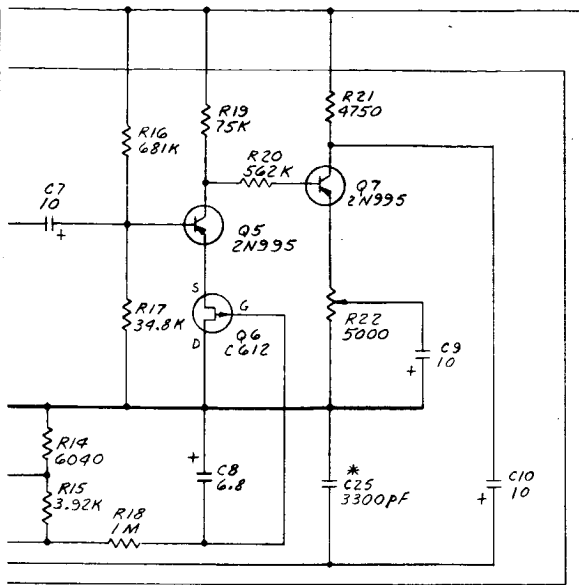 R21
4750
R19
75K
R16
681K
R20
562K
Q7
2N995
C7
10
+
Q5
2N995
S
G
R17
34.8K
Q6
C612
D
R22
5000
C9
10
+
R14
6040
+
C8
6.8
*
C25
3300pF
C10
10
+
R15
3.92K
R18
1M